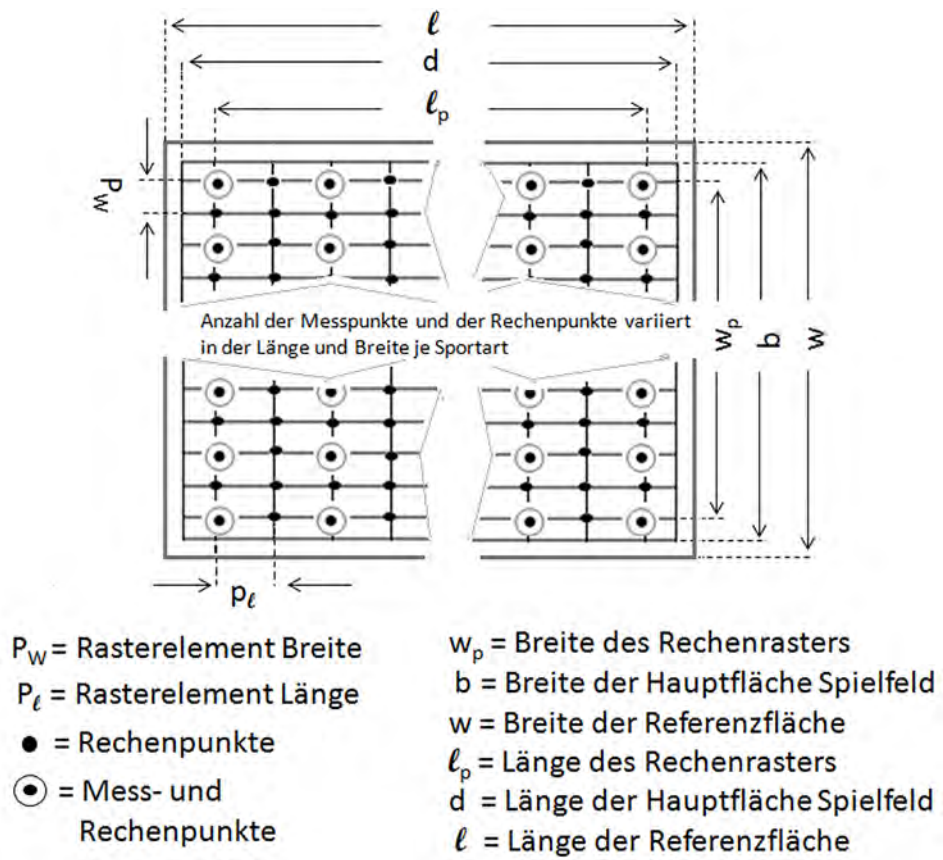 ℓ
d
ℓp
Pw
Anzahl der Messpunkte und der Rechenpunkte variiert
in der Länge und Breite je Sportart
wp
b
w
pℓ
Pw = Rasterelement Breite
Pℓ = Rasterelement Länge
= Rechenpunkte
= Mess- und
Rechenpunkte
wp = Breite des Rechenrasters
b = Breite der Hauptfläche Spielfeld
w = Breite der Referenzfläche
ℓp = Länge des Rechenrasters
d = Länge der Hauptfläche Spielfeld
ℓ = Länge der Referenzfläche